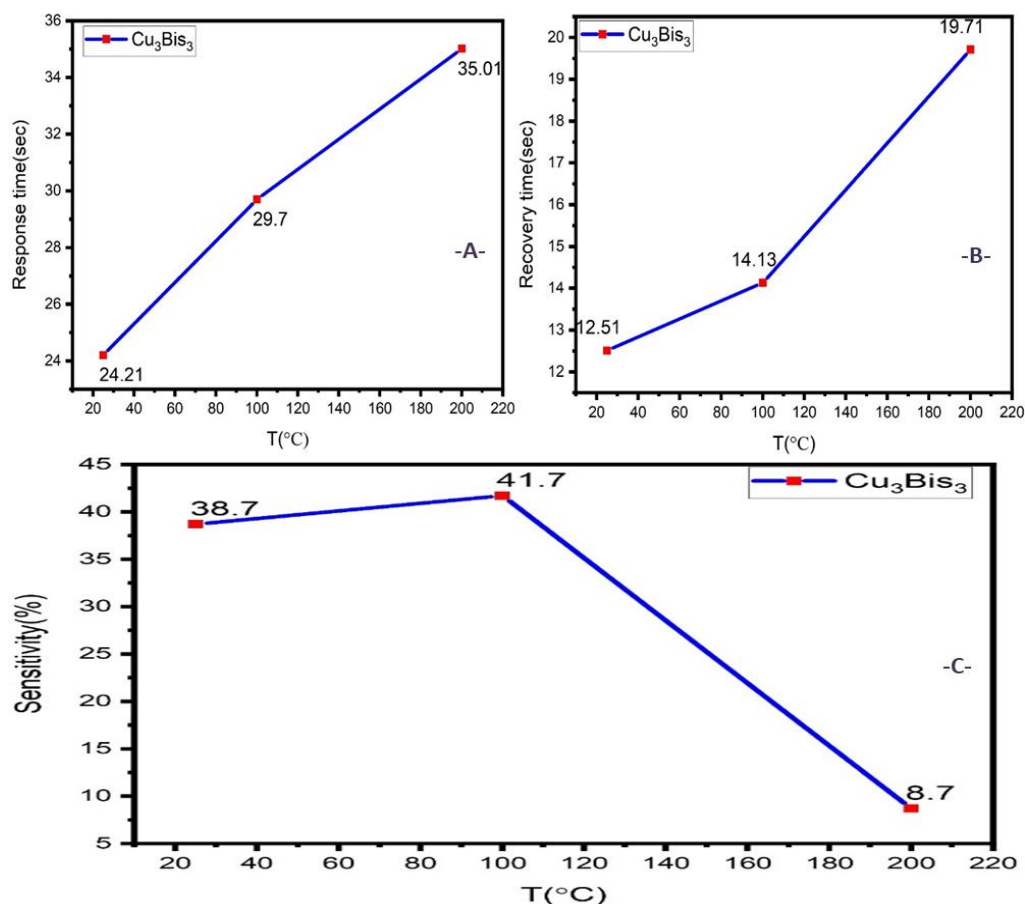 Cu₃Bis₃
36
34
32
30
28
26
24
Response time(sec)
24.21
29.7
35.01
-A-
20 40 60 80 100 120 140 160 180 200 220
T(°C)
Cu₃Bis₃
20
19
18
17
16
15
14
13
12
Recovery time(sec)
12.51
14.13
19.71
-B-
20 40 60 80 100 120 140 160 180 200 220
T(°C)
Cu₃Bis₃
45
40
35
30
25
20
15
10
5
Sensitivity(%)
38.7
41.7
8.7
-C-
20 40 60 80 100 120 140 160 180 200 220
T(°C)